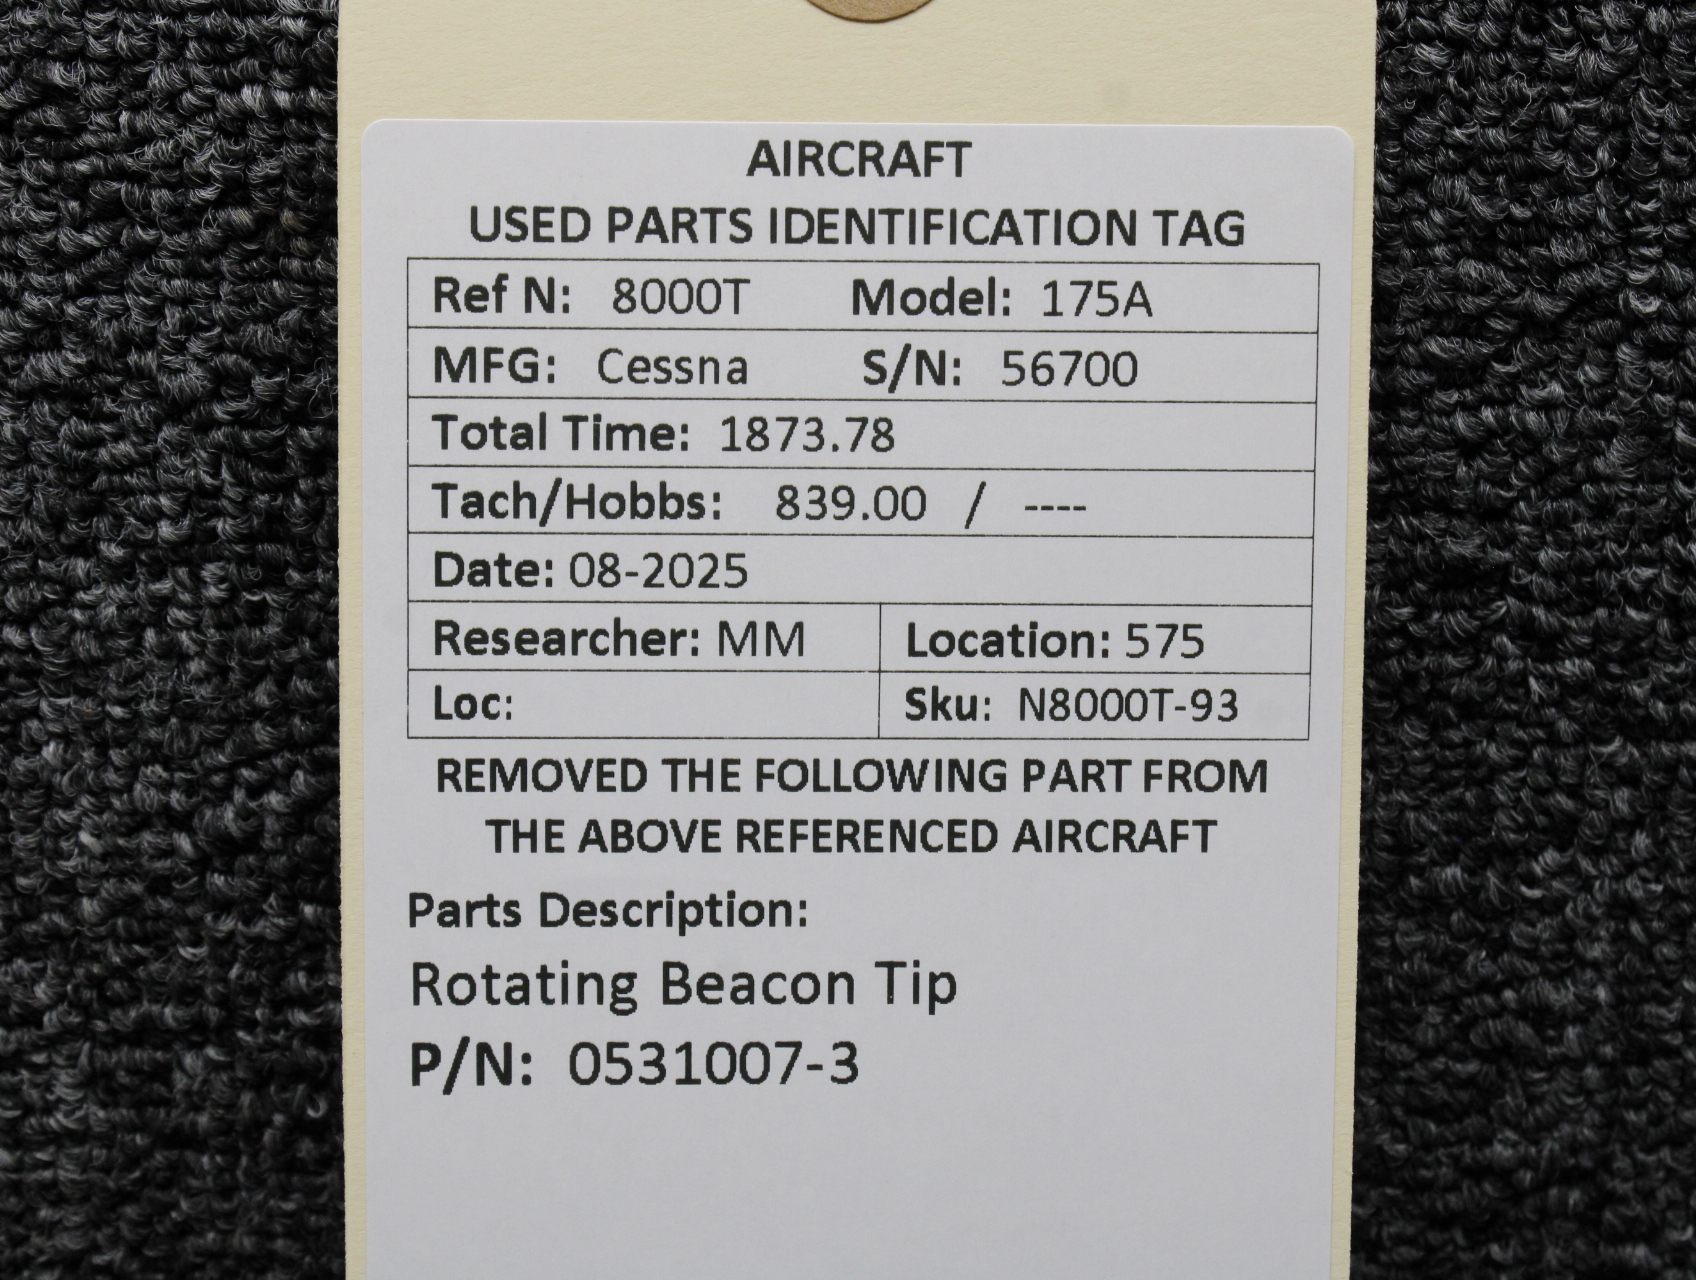 AIRCRAFT
USED PARTS IDENTIFICATION TAG
Ref N: 8000T Model: 175A
MFG: Cessna S/N: 56700
Total Time: 1873.78
Tach/Hobbs: 839.00 / ----
Date: 08-2025
Researcher: MM Location: 575
Loc: Sku: N8000T-93
REMOVED THE FOLLOWING PART FROM
THE ABOVE REFERENCED AIRCRAFT
Parts Description:
Rotating Beacon Tip
P/N: 0531007-3